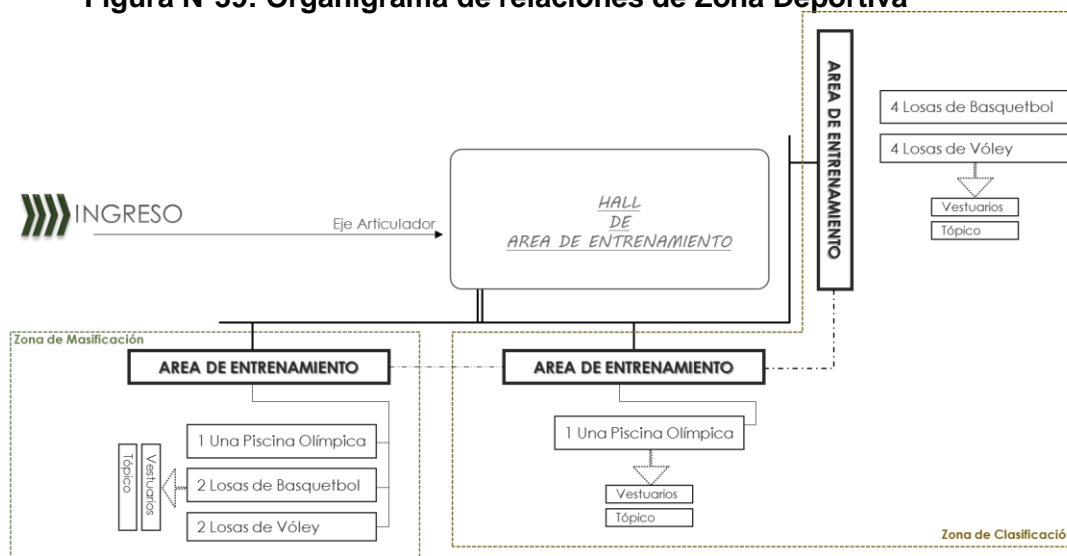 Figura N°39: Organigrama de relaciones de Zona Deportiva
AREA DE ENTRENAMIENTO
4 Losas de Basquetbol
4 Losas de Vóley
Vestuarios
Tópico
INGRESO
Eje Articulador
HALL
DE
AREA DE ENTRENAMIENTO
Zona de Masificación
AREA DE ENTRENAMIENTO
1 Una Piscina Olímpica
2 Losas de Basquetbol
2 Losas de Vóley
Vestuarios
Tópico
AREA DE ENTRENAMIENTO
1 Una Piscina Olímpica
Vestuarios
Tópico
Zona de Clasificación